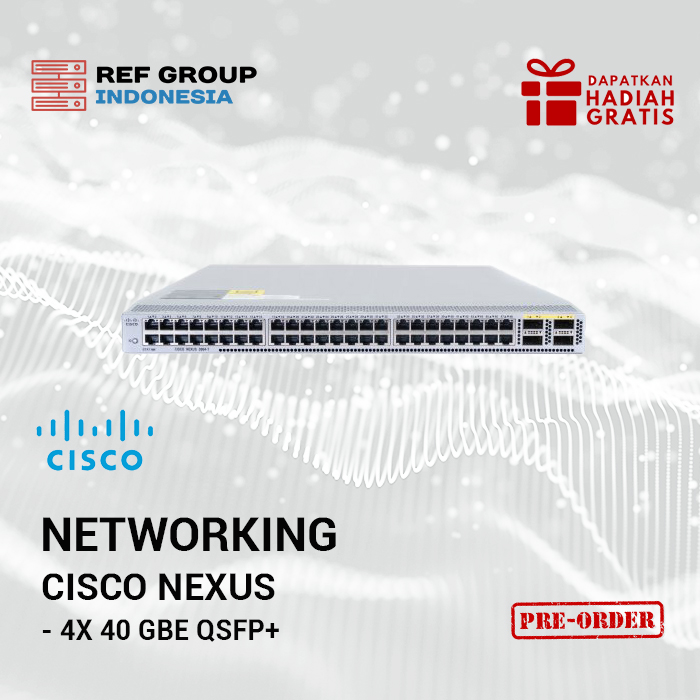 REF GROUP
INDONESIA
DAPATKAN
HADIAH
GRATIS
CISCO
NETWORKING
CISCO NEXUS
- 4X 40 GBE QSFP+
PRE-ORDER